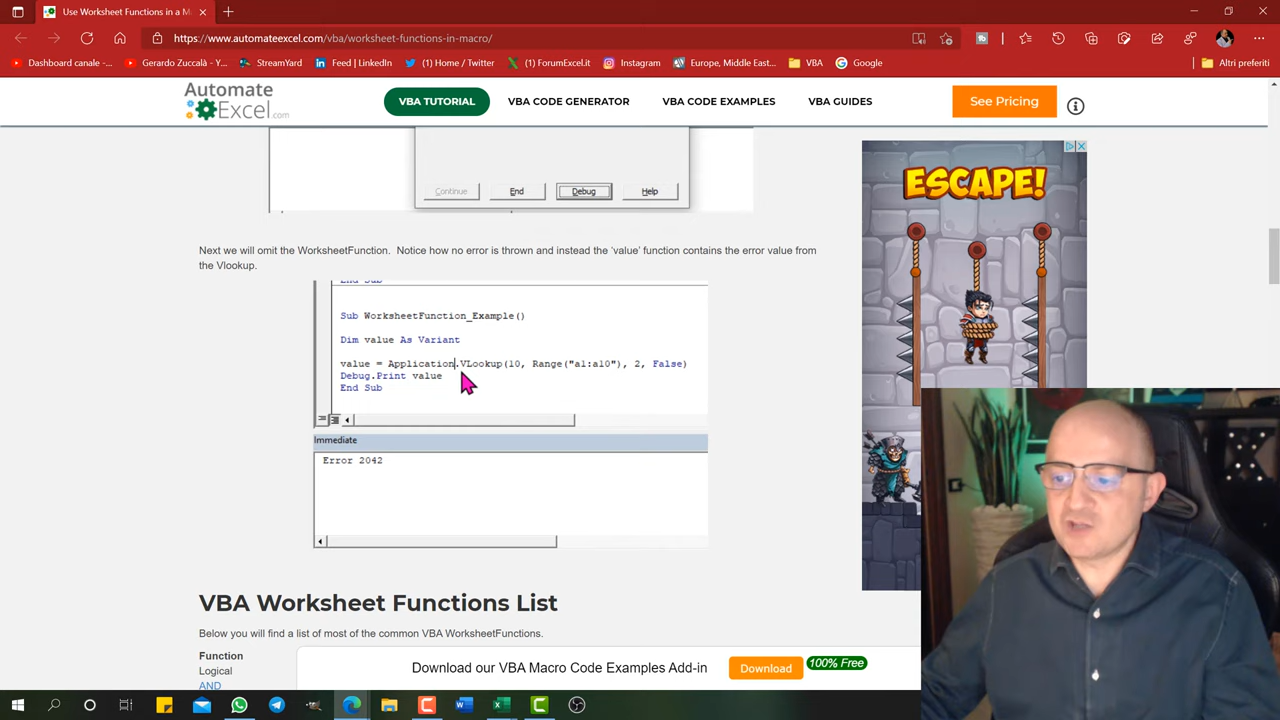 Use Worksheet Functions in a M
https://www.automateexcel.com/vba/worksheet-functions-in-macro/
Dashboard canale -...
Gerardo Zuccalà - Y...
StreamYard
Feed | LinkedIn
(1) Home / Twitter
(1) ForumExcel.it
Instagram
Europe, Middle East...
VBA
Google
Altri preferiti
Automate
Excel.com
VBA TUTORIAL
VBA CODE GENERATOR
VBA CODE EXAMPLES
VBA GUIDES
See Pricing
Continue
End
Debug
Help
ESCAPE!
Next we will omit the WorksheetFunction. Notice how no error is thrown and instead the ‘value’ function contains the error value from
the Vlookup.
End Sub
Sub WorksheetFunction_Example()
Dim value As Variant
value = Application.VLookup(10, Range("a1:a10"), 2, False)
Debug.Print value
End Sub
Immediate
Error 2042
VBA Worksheet Functions List
Below you will find a list of most of the common VBA WorksheetFunctions.
Function
Logical
AND
Download our VBA Macro Code Examples Add-in
Download
100% Free